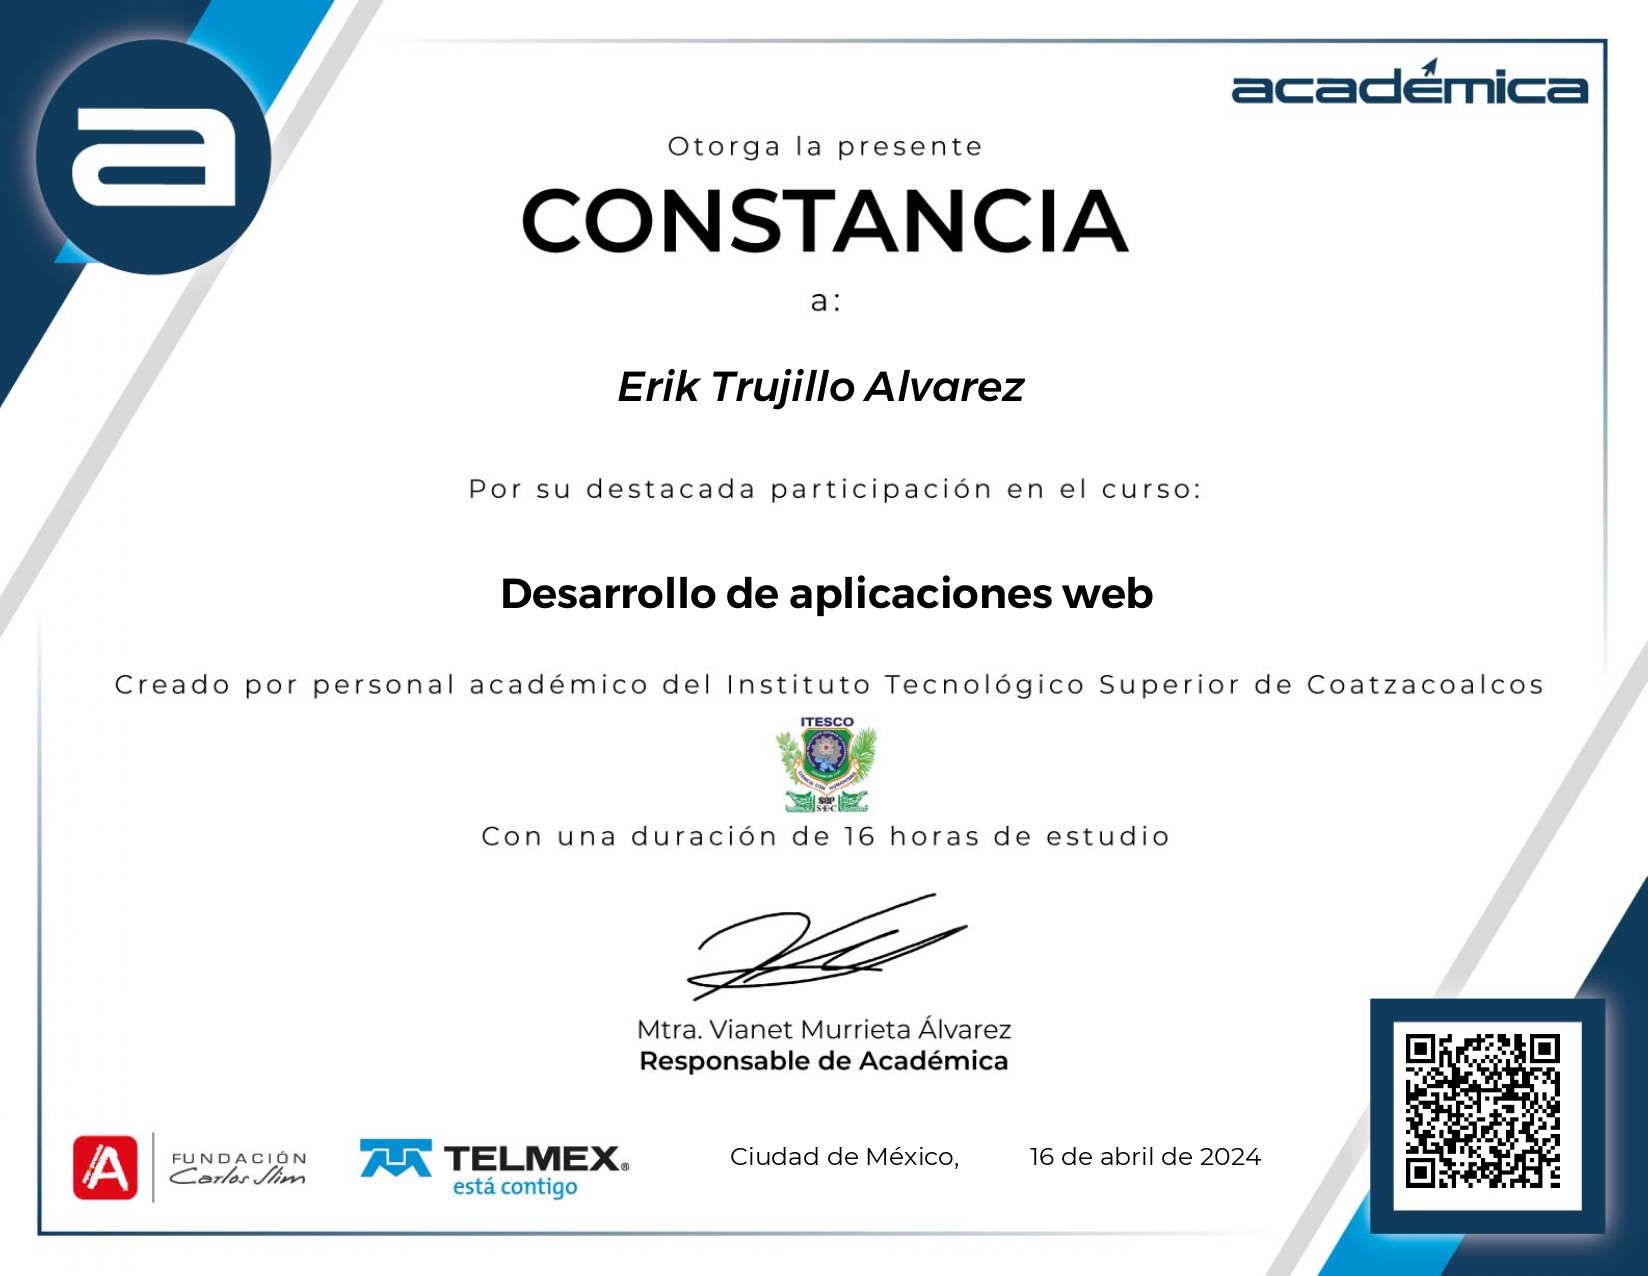 académica
Otorga la presente
CONSTANCIA
a:
Erik Trujillo Alvarez
Por su destacada participación en el curso:
Desarrollo de aplicaciones web
Creado por personal académico del Instituto Tecnológico Superior de Coatzacoalcos
ITESCO
CIENCIA CON HUMANISMO
sep
S·E·C
Con una duración de 16 horas de estudio
Mtra. Vianet Murrieta Álvarez
Responsable de Académica
FUNDACIÓN
Carlos Slim
TELMEX®
está contigo
Ciudad de México, 16 de abril de 2024